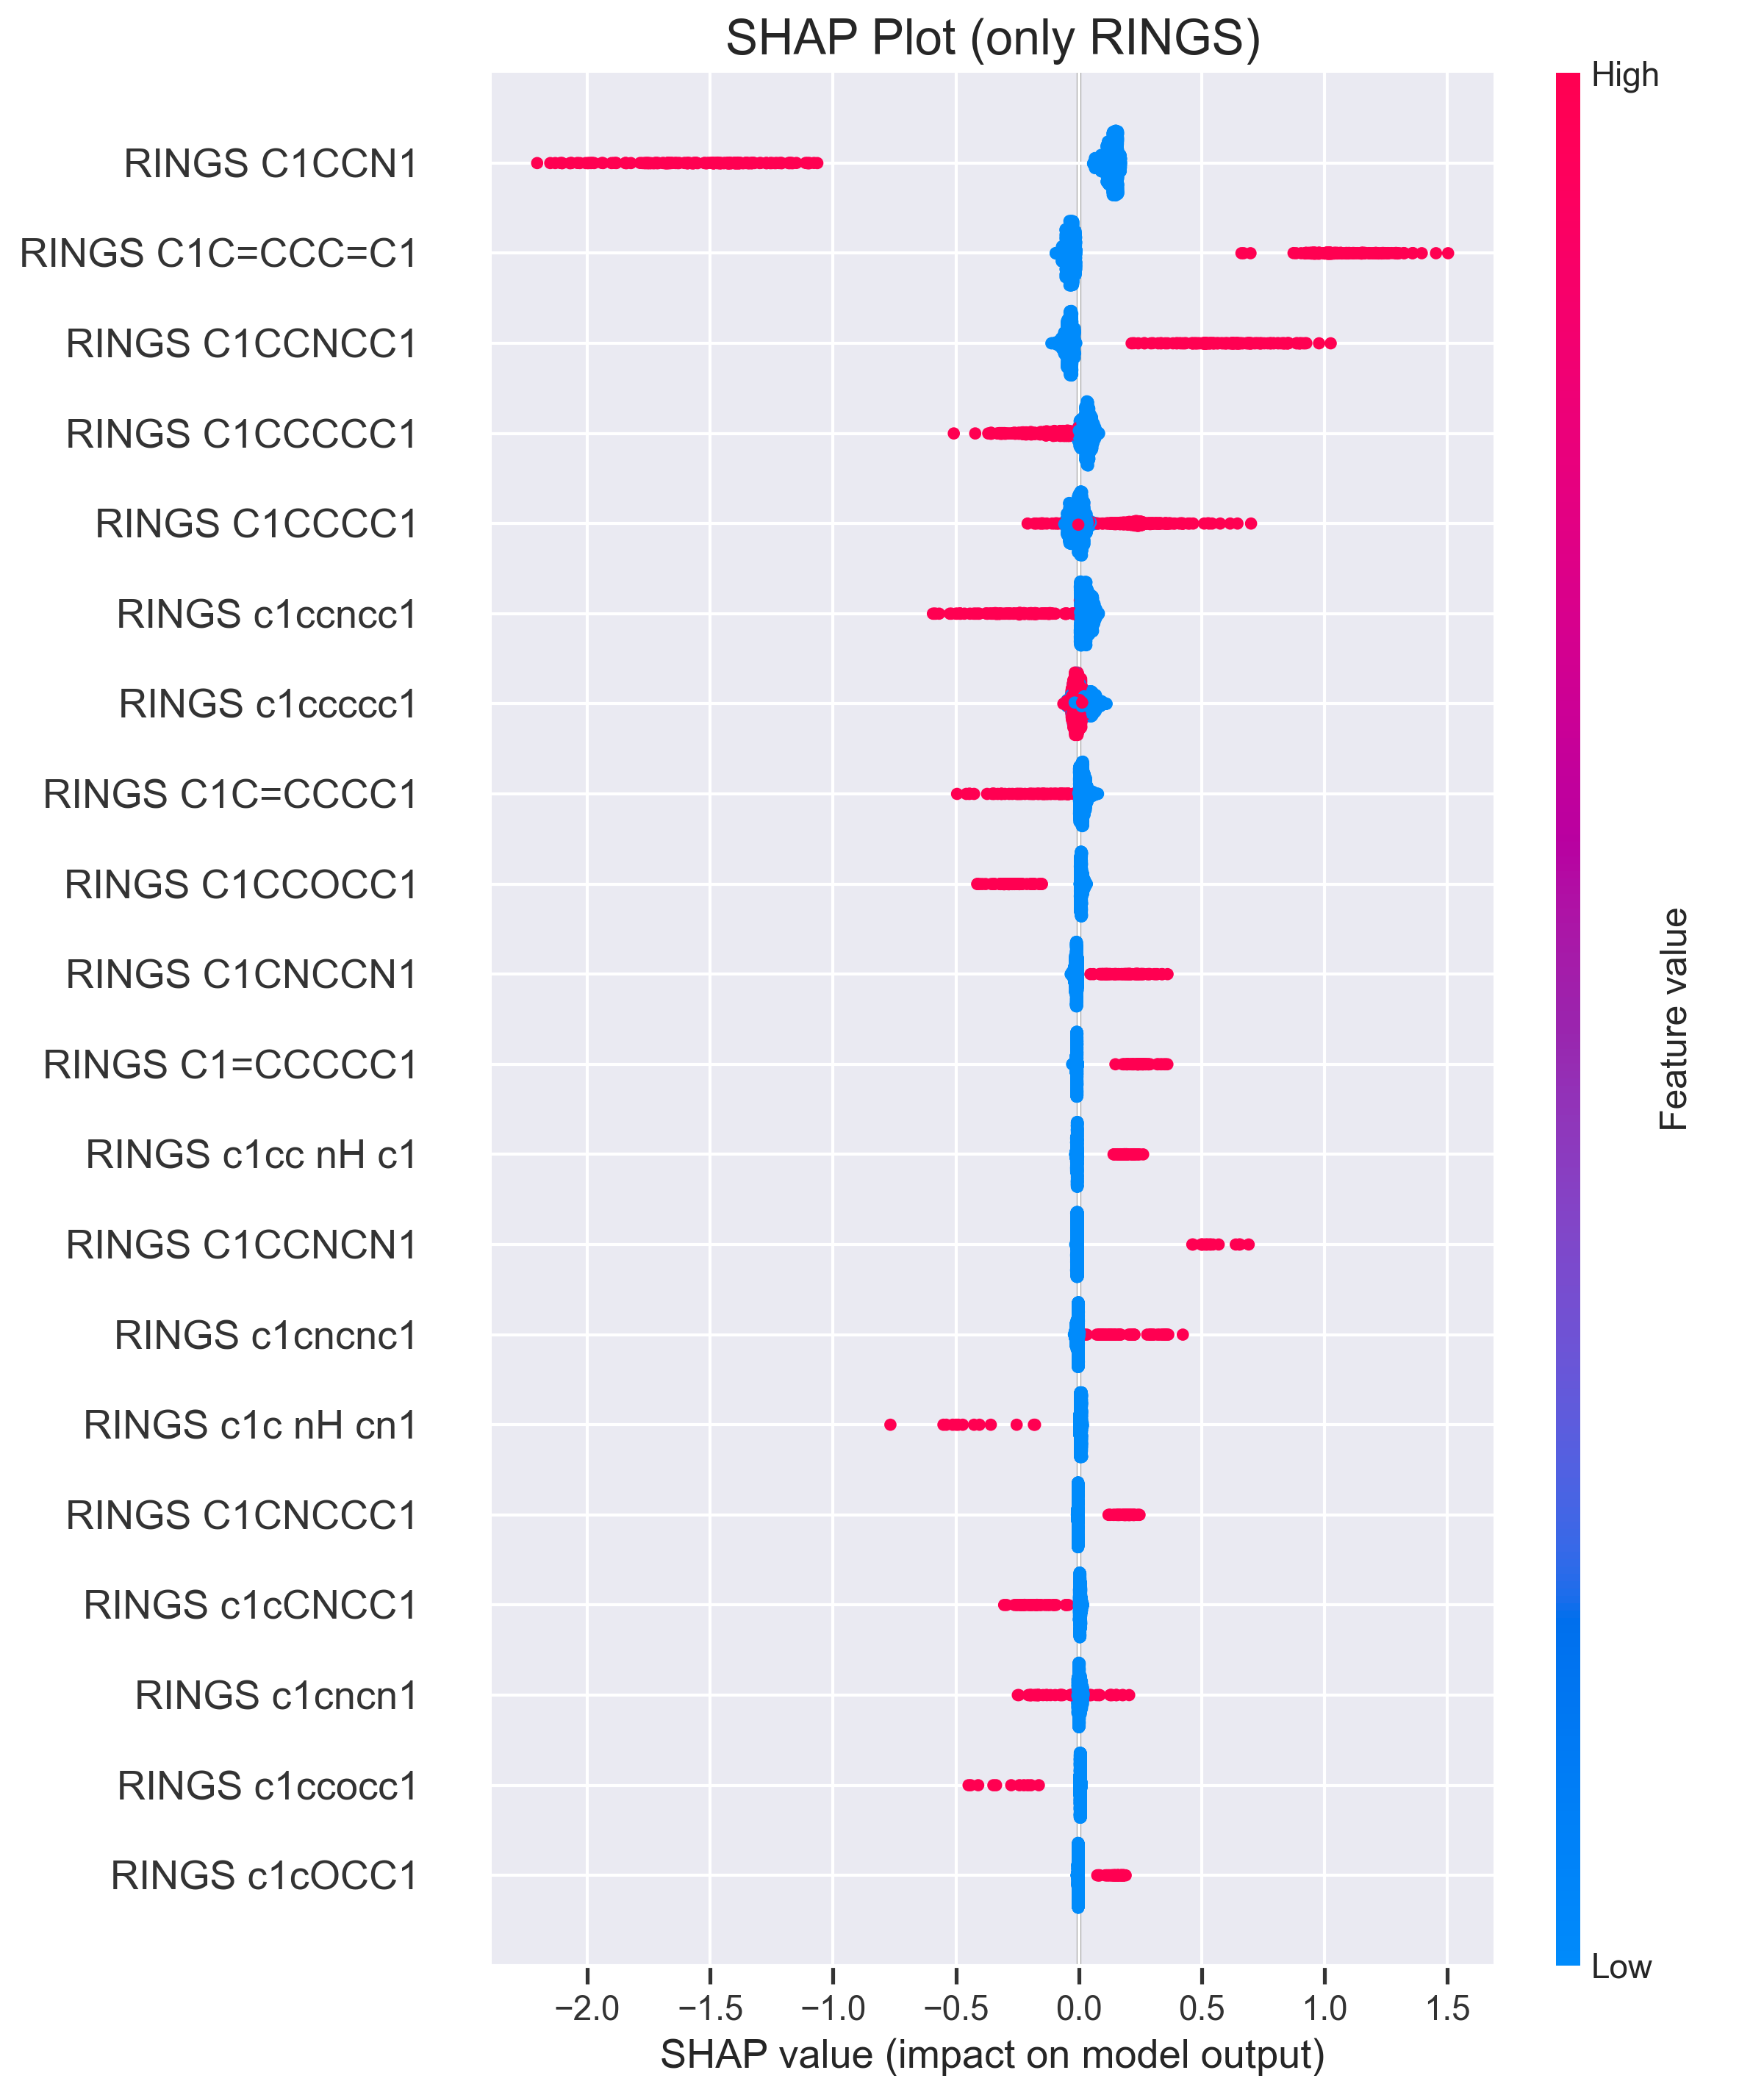 SHAP Plot (only RINGS)
High
RINGS C1CCN1
RINGS C1C=CCC=C1
RINGS C1CCNCC1
RINGS C1CCCCC1
RINGS C1CCCC1
RINGS c1ccncc1
RINGS c1ccccc1
RINGS C1C=CCCC1
RINGS C1CCOCC1
RINGS C1CNCCN1
RINGS C1=CCCCC1
RINGS c1cc nH c1
RINGS C1CCNCN1
RINGS c1cncnc1
RINGS c1c nH cn1
RINGS C1CNCCC1
RINGS c1cCNCC1
RINGS c1cncn1
RINGS c1ccocc1
RINGS c1cOCC1
Feature value
Low
−2.0 −1.5 −1.0 −0.5 0.0 0.5 1.0 1.5
SHAP value (impact on model output)